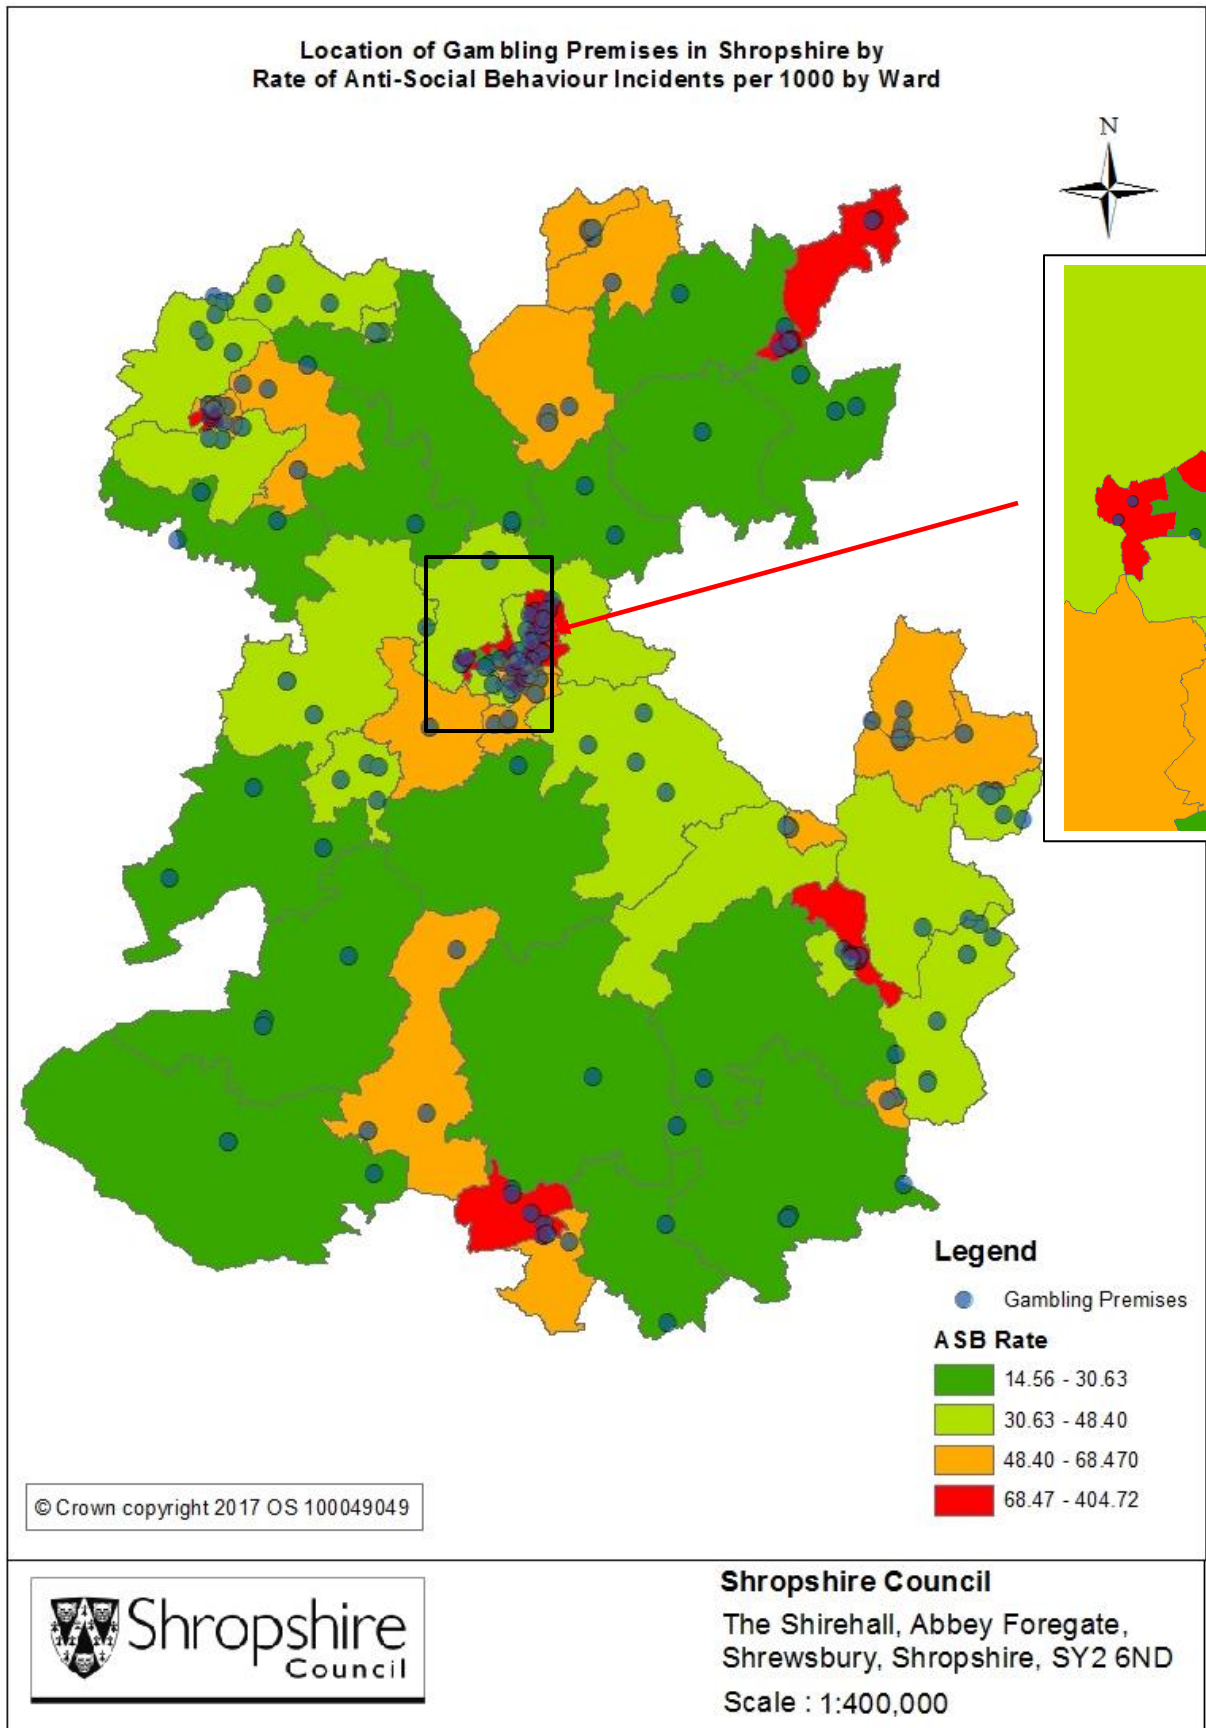 Location of Gambling Premises in Shropshire by
Rate of Anti-Social Behaviour Incidents per 1000 by Ward
N
Legend
Gambling Premises
ASB Rate
14.56 - 30.63
30.63 - 48.40
48.40 - 68.470
68.47 - 404.72
© Crown copyright 2017 OS 100049049
Shropshire
Council
Shropshire Council
The Shirehall, Abbey Foregate,
Shrewsbury, Shropshire, SY2 6ND
Scale : 1:400,000